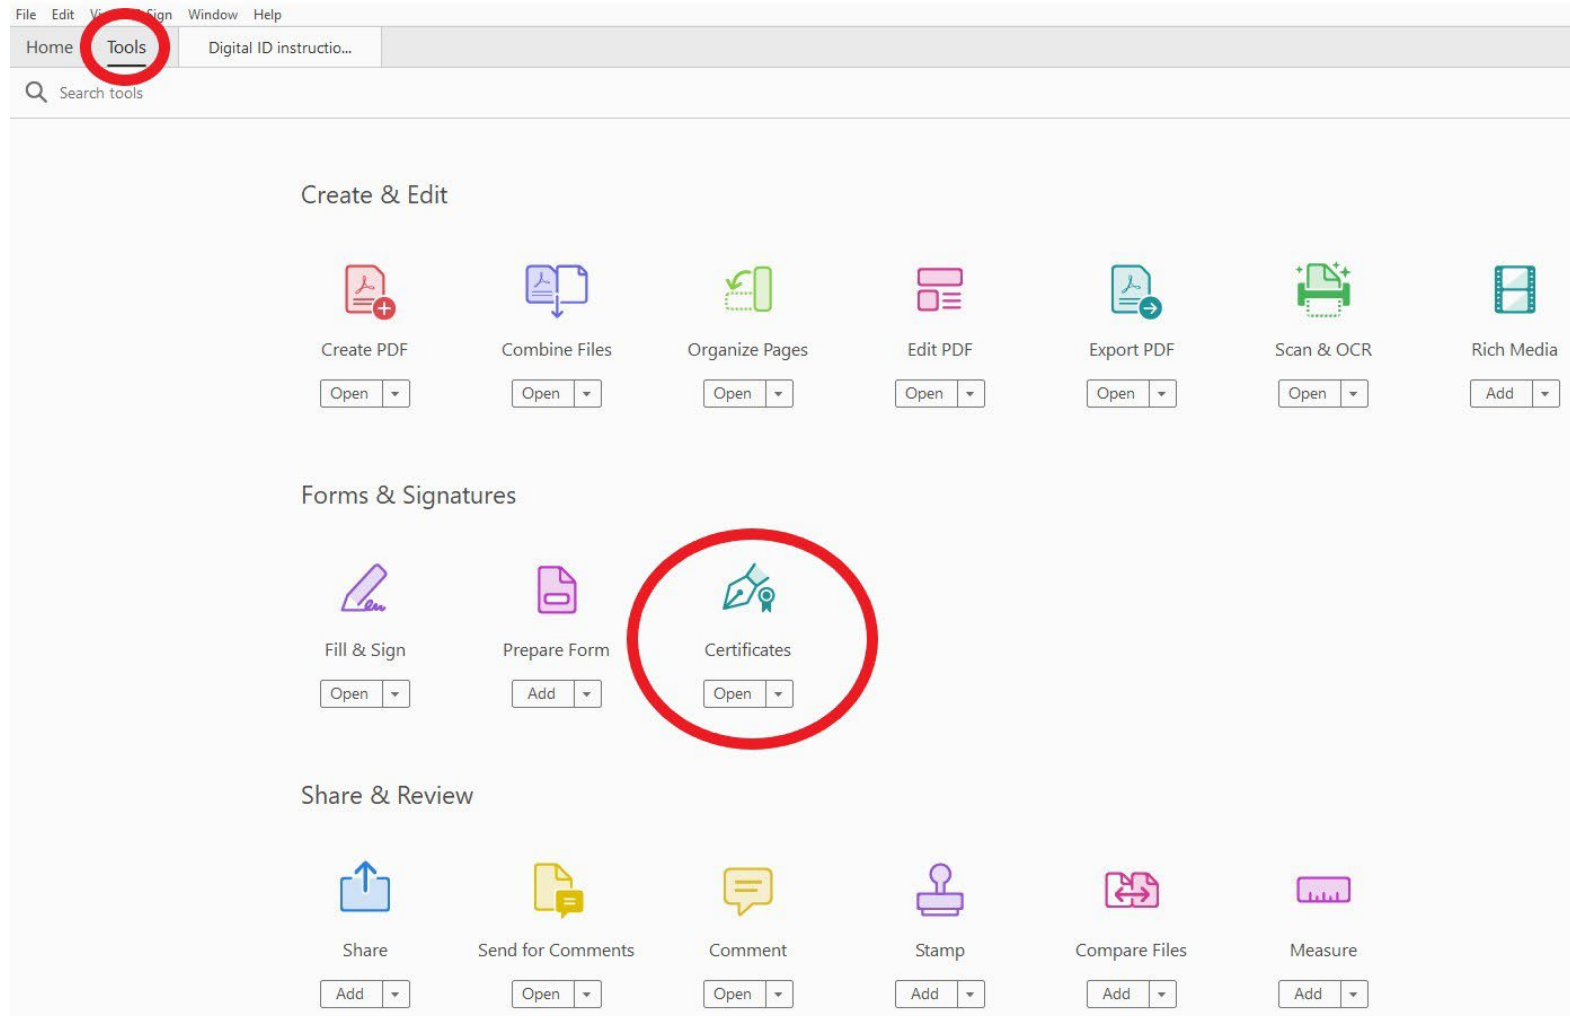 File Edit Sign Window Help
Home Tools Digital ID instructio...
Search tools
Create & Edit
Create PDF Combine Files Organize Pages Edit PDF Export PDF Scan & OCR Rich Media
Open Open Open Open Open Open Add
Forms & Signatures
Fill & Sign Prepare Form Certificates
Open Add Open
Share & Review
Share Send for Comments Comment Stamp Compare Files Measure
Add Open Open Add Add Add